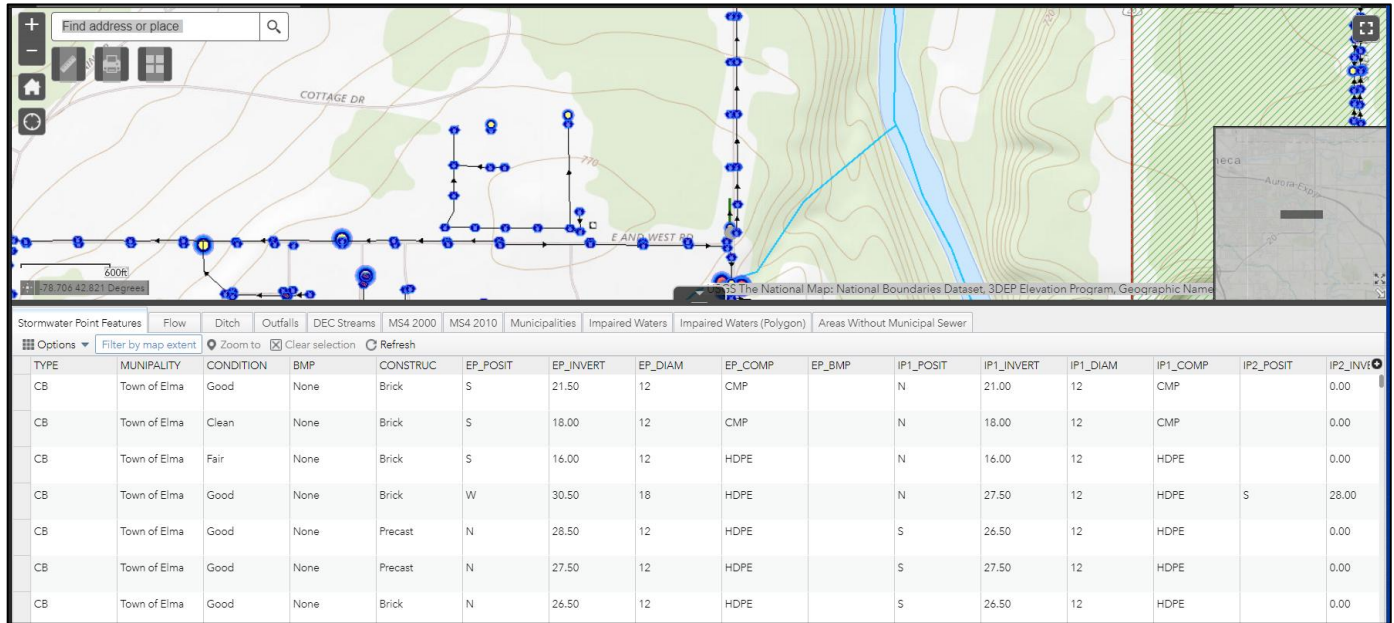 +
Find address or place
−
COTTAGE DR
770
220
E AND WEST RD
600ft
-78.706 42.821 Degrees
USGS The National Map: National Boundaries Dataset, 3DEP Elevation Program, Geographic Name
eca
Aurora Exp
20
Stormwater Point Features Flow Ditch Outfalls DEC Streams MS4 2000 MS4 2010 Municipalities Impaired Waters Impaired Waters (Polygon) Areas Without Municipal Sewer
Options Filter by map extent Zoom to Clear selection Refresh
TYPE MUNIPALITY CONDITION BMP CONSTRUC EP_POSIT EP_INVERT EP_DIAM EP_COMP EP_BMP IP1_POSIT IP1_INVERT IP1_DIAM IP1_COMP IP2_POSIT IP2_INVE
CB Town of Elma Good None Brick S 21.50 12 CMP N 21.00 12 CMP 0.00
CB Town of Elma Clean None Brick S 18.00 12 CMP N 18.00 12 CMP 0.00
CB Town of Elma Fair None Brick S 16.00 12 HDPE N 16.00 12 HDPE 0.00
CB Town of Elma Good None Brick W 30.50 18 HDPE N 27.50 12 HDPE S 28.00
CB Town of Elma Good None Precast N 28.50 12 HDPE S 26.50 12 HDPE 0.00
CB Town of Elma Good None Precast N 27.50 12 HDPE S 27.50 12 HDPE 0.00
CB Town of Elma Good None Brick N 26.50 12 HDPE S 26.50 12 HDPE 0.00